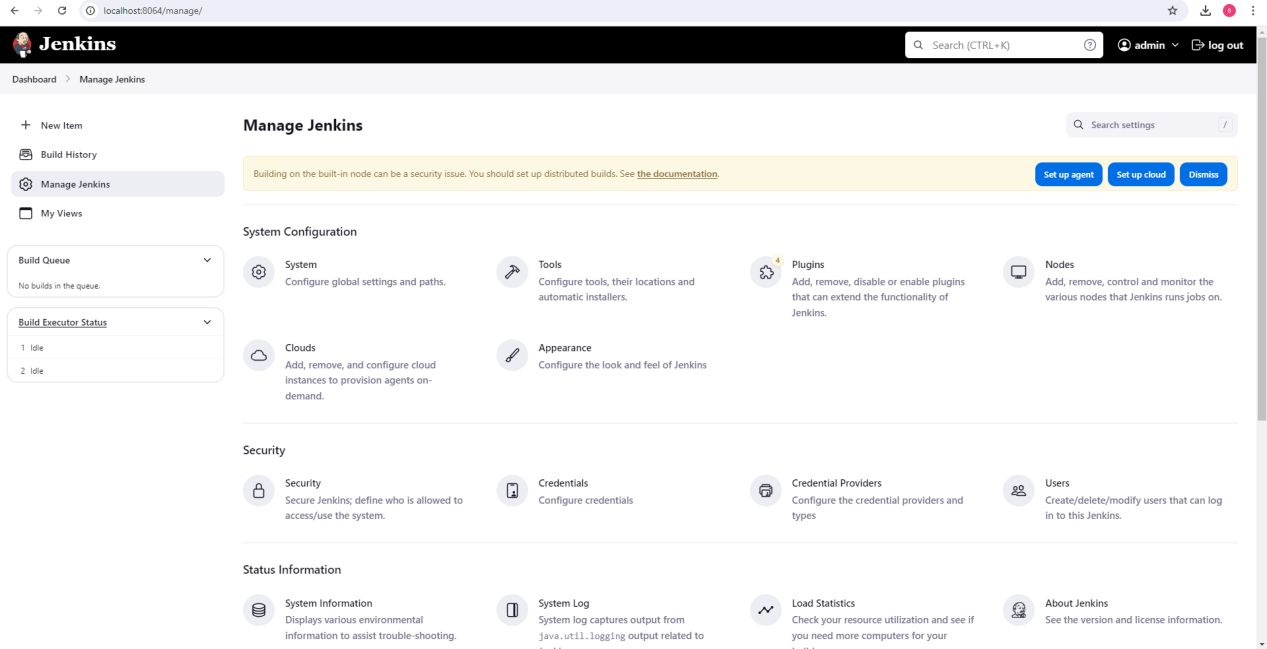 localhost:8064/manage/
Jenkins
Search (CTRL+K)
admin
log out
Dashboard
Manage Jenkins
New Item
Build History
Manage Jenkins
My Views
Build Queue
No builds in the queue.
Build Executor Status
1 Idle
2 Idle
Manage Jenkins
Search settings
/
Building on the built-in node can be a security issue. You should set up distributed builds. See the documentation.
Set up agent
Set up cloud
Dismiss
System Configuration
System
Configure global settings and paths.
Tools
Configure tools, their locations and
automatic installers.
4
Plugins
Add, remove, disable or enable plugins
that can extend the functionality of
Jenkins.
Nodes
Add, remove, control and monitor the
various nodes that Jenkins runs jobs on.
Clouds
Add, remove, and configure cloud
instances to provision agents on-
demand.
Appearance
Configure the look and feel of Jenkins
Security
Security
Secure Jenkins; define who is allowed to
access/use the system.
Credentials
Configure credentials
Credential Providers
Configure the credential providers and
types
Users
Create/delete/modify users that can log
in to this Jenkins.
Status Information
System Information
Displays various environmental
information to assist trouble-shooting.
System Log
System log captures output from
java.util.logging output related to
Load Statistics
Check your resource utilization and see if
you need more computers for your
About Jenkins
See the version and license information.